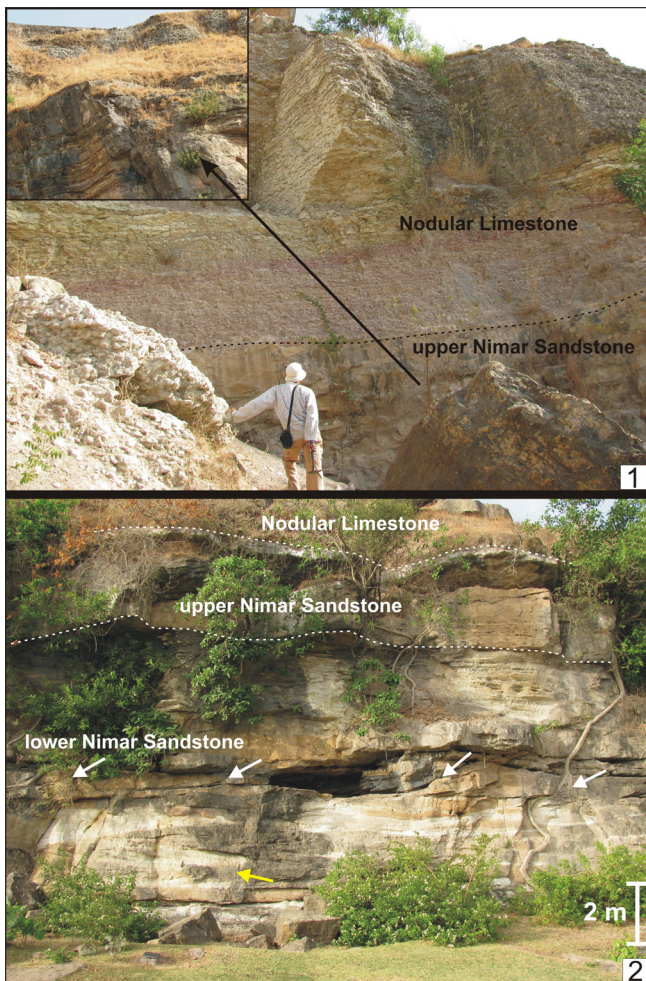 Nodular Limestone
upper Nimar Sandstone
1
Nodular Limestone
upper Nimar Sandstone
lower Nimar Sandstone
2 m
2